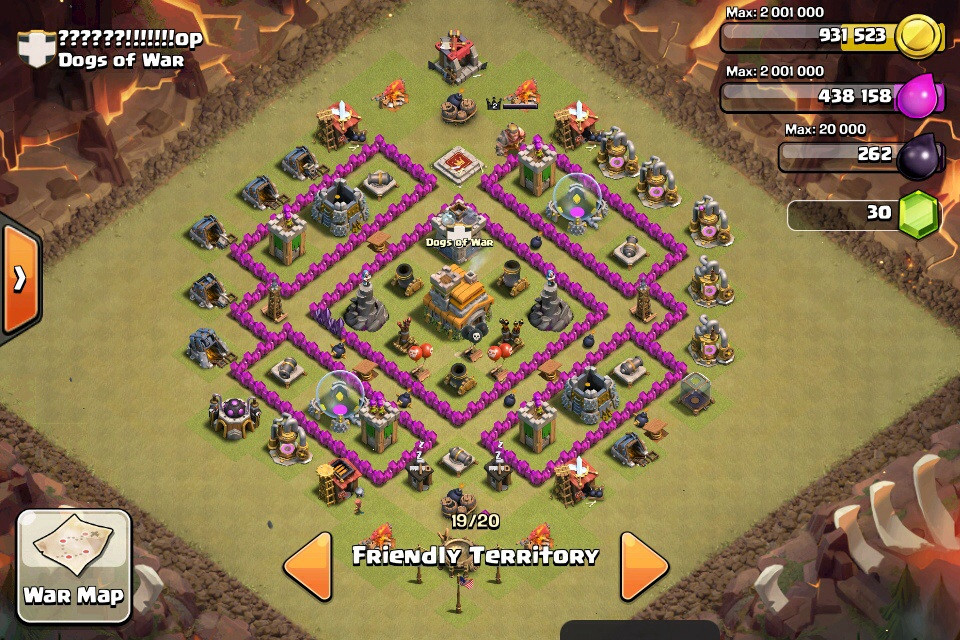 ??????!!!!!!!op
Dogs of War
Max: 2 001 000
931 523
Max: 2 001 000
438 158
Max: 20 000
262
30
2
Dogs of War
z
z
z
z
19/20
Friendly Territory
War Map